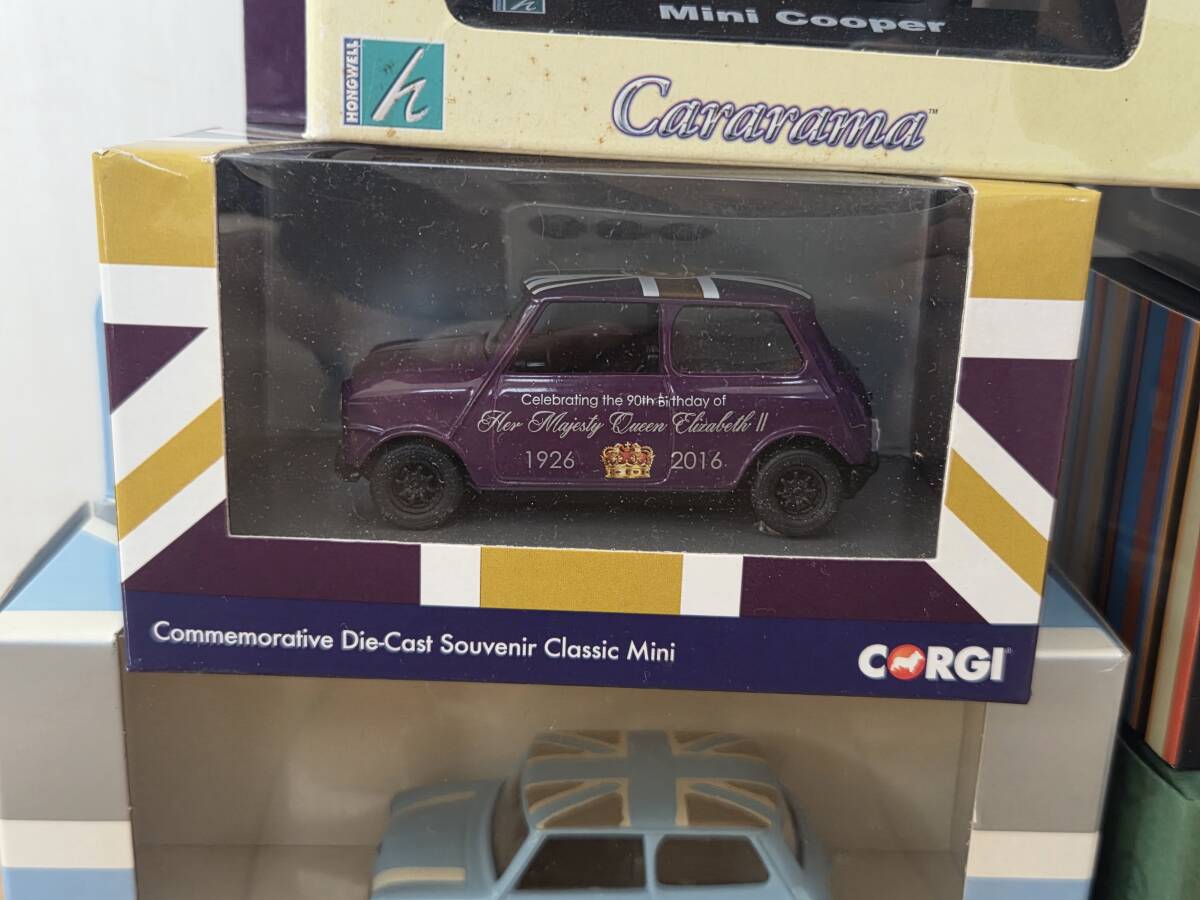 Mini Cooper
HONGWELL
h
Cararama™
Celebrating the 90th birthday of
Her Majesty Queen Elizabeth II
1926 2016
Commemorative Die-Cast Souvenir Classic Mini
CORGI